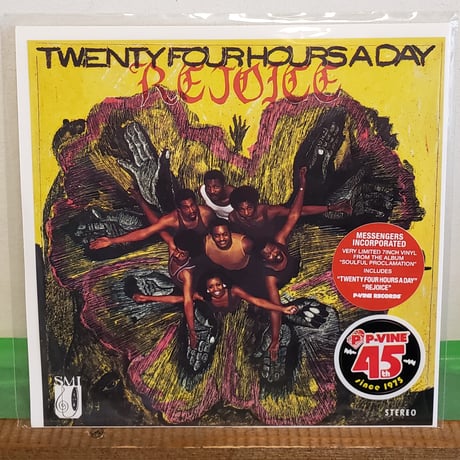 TWENTY FOUR HOURS A DAY
REJOICE
MESSENGERS
INCORPORATED
VERY LIMITED 7INCH VINYL
FROM THE ALBUM
"SOULFUL PROCLAMATION"
INCLUDES
"TWENTY FOUR HOURS A DAY"
"REJOICE"
P-VINE RECORDS
P-VINE
45th
since 1975
SMI
STEREO